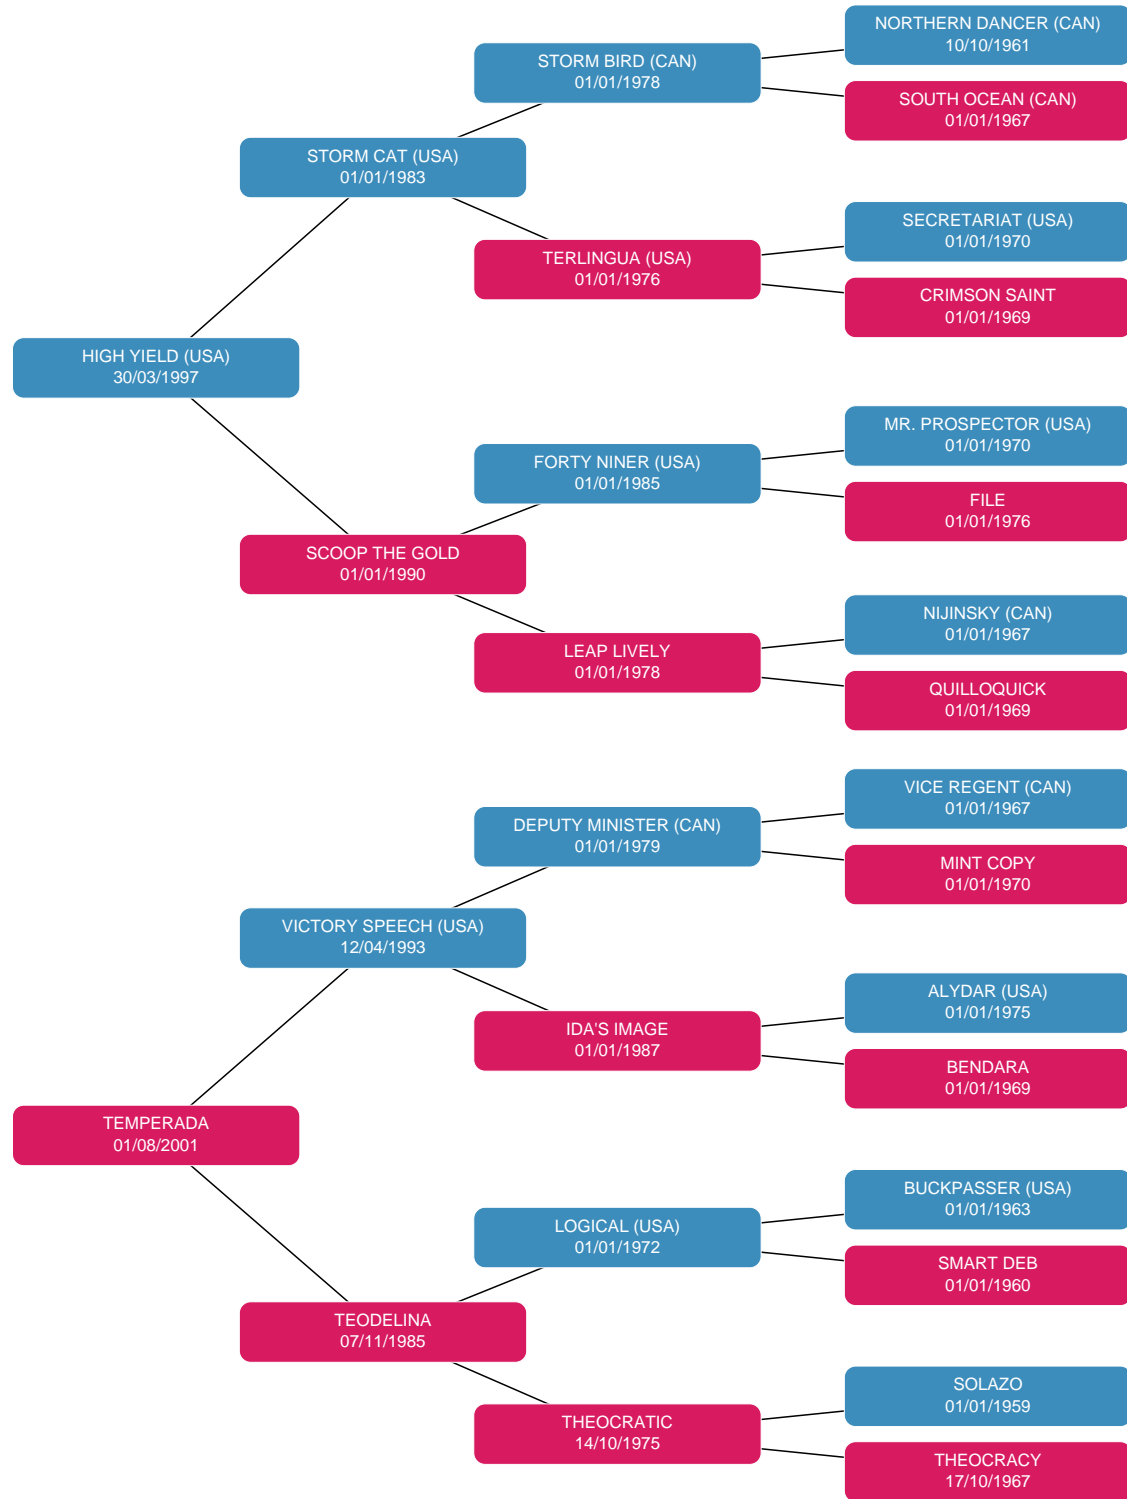 NORTHERN DANCER (CAN)
10/10/1961
STORM BIRD (CAN)
01/01/1978
SOUTH OCEAN (CAN)
01/01/1967
STORM CAT (USA)
01/01/1983
SECRETARIAT (USA)
01/01/1970
TERLINGUA (USA)
01/01/1976
CRIMSON SAINT
01/01/1969
HIGH YIELD (USA)
30/03/1997
MR. PROSPECTOR (USA)
01/01/1970
FORTY NINER (USA)
01/01/1985
FILE
01/01/1976
SCOOP THE GOLD
01/01/1990
NIJINSKY (CAN)
01/01/1967
LEAP LIVELY
01/01/1978
QUILLOQUICK
01/01/1969
VICE REGENT (CAN)
01/01/1967
DEPUTY MINISTER (CAN)
01/01/1979
MINT COPY
01/01/1970
VICTORY SPEECH (USA)
12/04/1993
ALYDAR (USA)
01/01/1975
IDA'S IMAGE
01/01/1987
BENDARA
01/01/1969
TEMPERADA
01/08/2001
BUCKPASSER (USA)
01/01/1963
LOGICAL (USA)
01/01/1972
SMART DEB
01/01/1960
TEODELINA
07/11/1985
SOLAZO
01/01/1959
THEOCRATIC
14/10/1975
THEOCRACY
17/10/1967